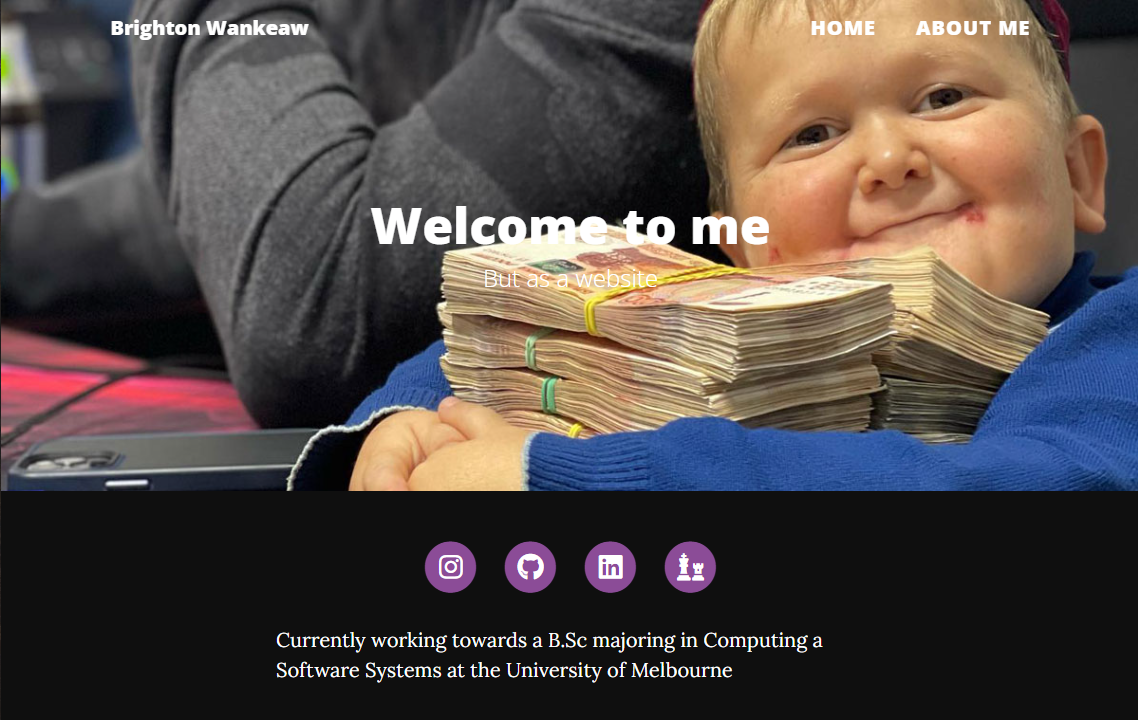 Brighton Wankeaw
HOME ABOUT ME
Welcome to me
But as a website
Currently working towards a B.Sc majoring in Computing a
Software Systems at the University of Melbourne